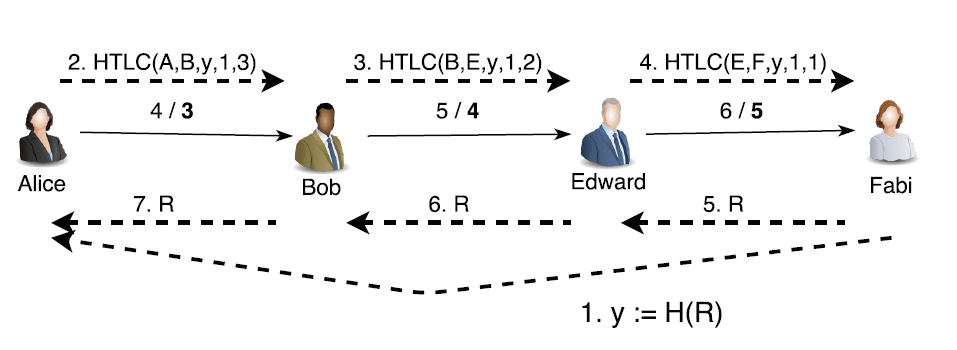 2. HTLC(A,B,y,1,3)
3. HTLC(B,E,y,1,2)
4. HTLC(E,F,y,1,1)
4 / 3
5 / 4
6 / 5
Alice
Bob
Edward
Fabi
7. R
6. R
5. R
1. y := H(R)